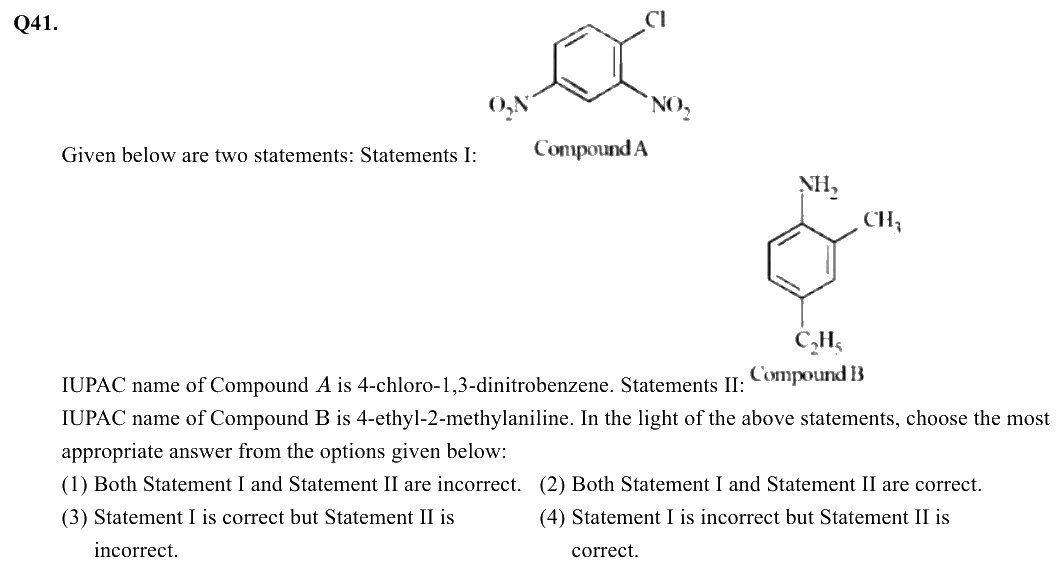 Q41.
Cl
O₂N
NO₂
Given below are two statements: Statements I: Compound A
NH₂
CH₃
C₂H₅
IUPAC name of Compound A is 4-chloro-1,3-dinitrobenzene. Statements II: Compound B
IUPAC name of Compound B is 4-ethyl-2-methylaniline. In the light of the above statements, choose the most
appropriate answer from the options given below:
(1) Both Statement I and Statement II are incorrect. (2) Both Statement I and Statement II are correct.
(3) Statement I is correct but Statement II is (4) Statement I is incorrect but Statement II is
incorrect. correct.